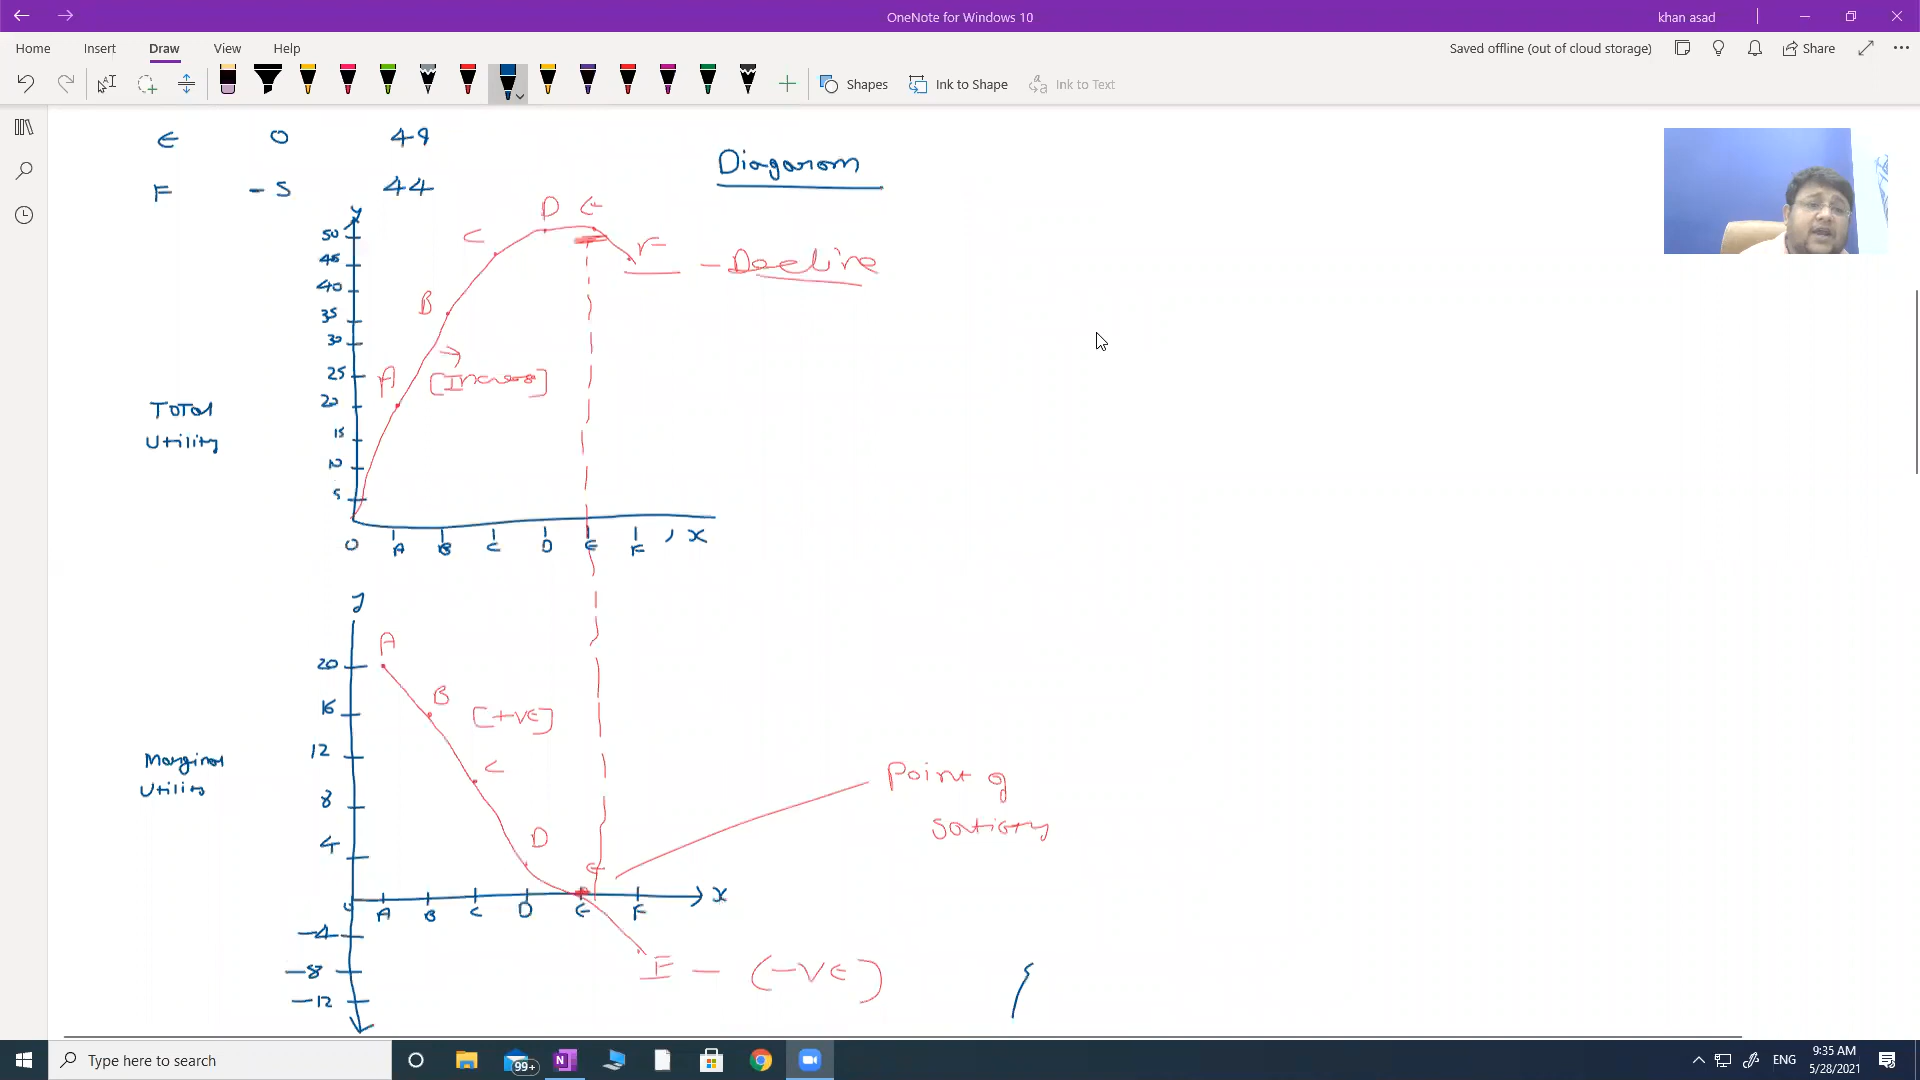 OneNote for Windows 10
khan asad
Home Insert Draw View Help
Saved offline (out of cloud storage)
Share
Shapes
Ink to Shape
Ink to Text
E 0 49
F -5 44
Diagaram
y
50
45
40
35
30
25
20
15
10
5
D E
C
F - Decline
B
A [Increase]
Total
Utility
O A B C D E F , X
y
20
16
12
8
4
A
B [+VE]
C
D
E
Marginal
Utility
Point of
Satiety
A B C D E F X
-4
-8
-12
F - (-VE)
Type here to search
99+
ENG
9:35 AM
5/28/2021